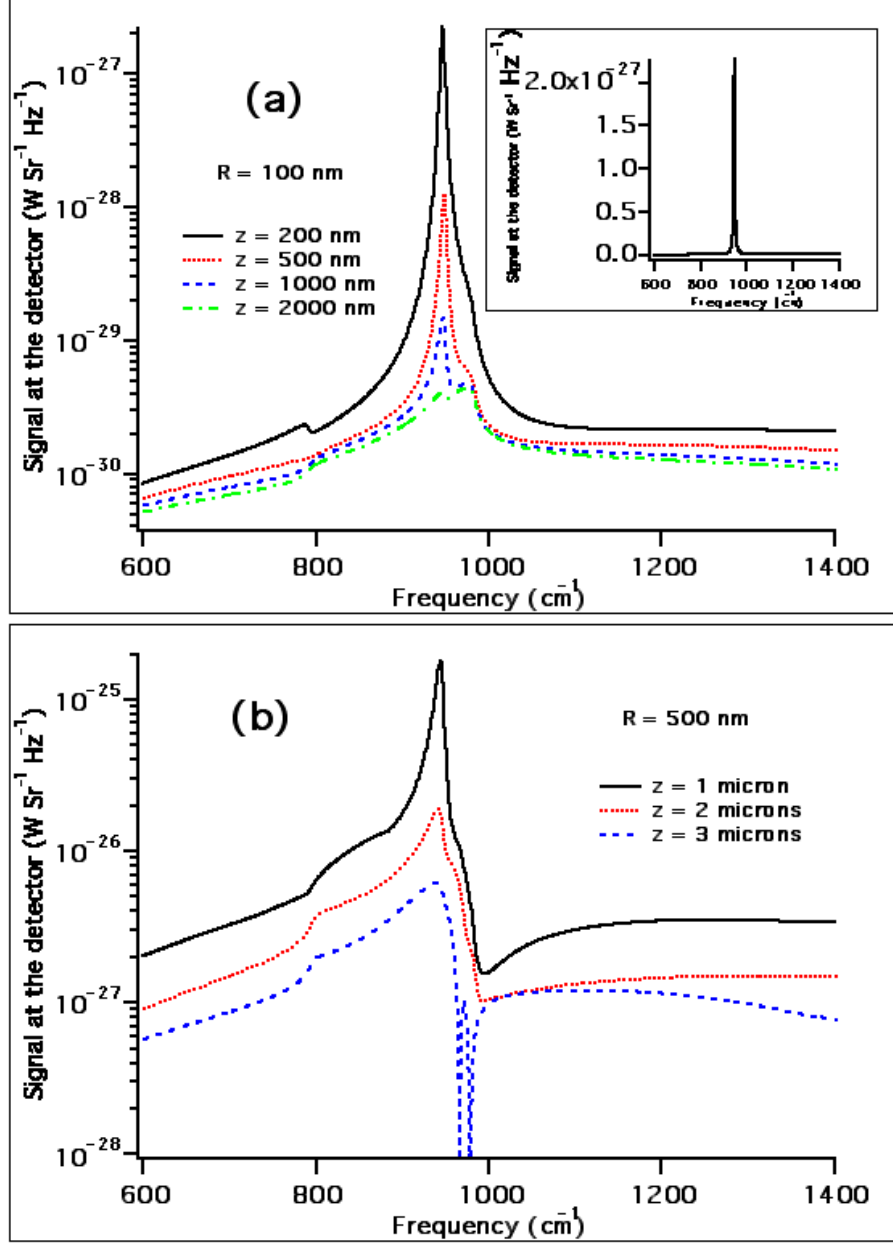 (a)
R = 100 nm
z = 200 nm
z = 500 nm
z = 1000 nm
z = 2000 nm
Signal at the detector (W Sr⁻¹ Hz⁻¹)
10⁻²⁷
10⁻²⁸
10⁻²⁹
10⁻³⁰
600 800 1000 1200 1400
Frequency (cm⁻¹)
Signal at the detector (W Sr⁻¹ Hz⁻¹)
2.0x10⁻²⁷
1.5
1.0
0.5
0.0
600 800 1000 1200 1400
Frequency (cm⁻¹)
(b)
R = 500 nm
z = 1 micron
z = 2 microns
z = 3 microns
Signal at the detector (W Sr⁻¹ Hz⁻¹)
10⁻²⁵
10⁻²⁶
10⁻²⁷
10⁻²⁸
600 800 1000 1200 1400
Frequency (cm⁻¹)